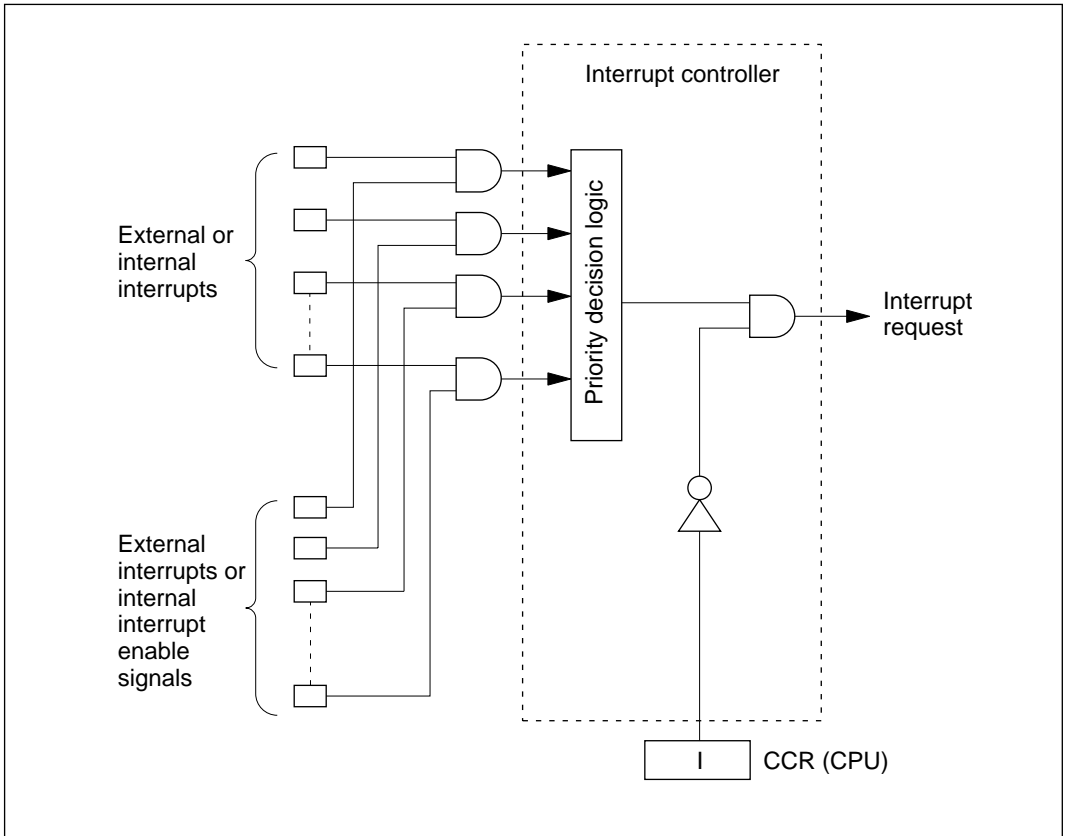 Interrupt controller
External or
internal
interrupts
Priority decision logic
Interrupt
request
External
interrupts or
internal
interrupt
enable
signals
I
CCR (CPU)